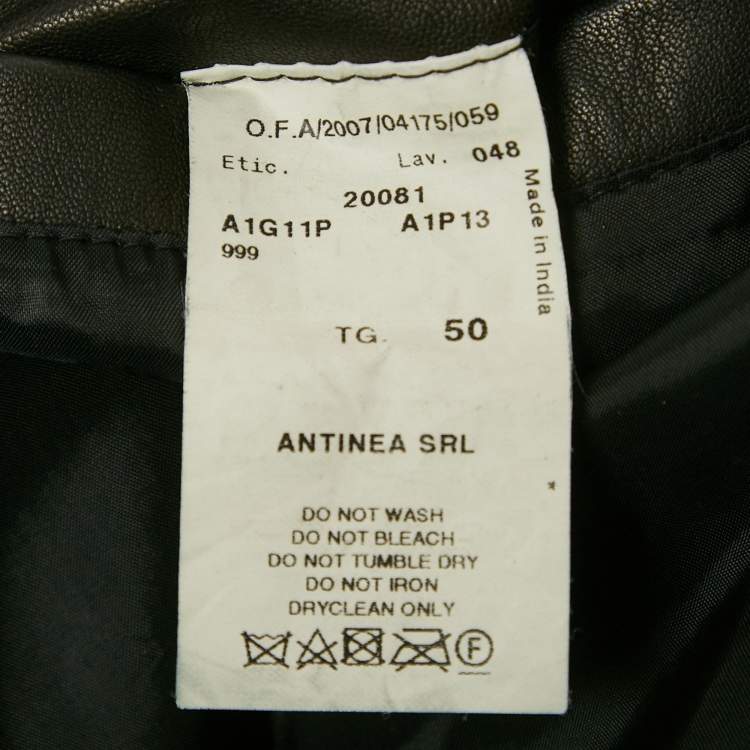 O.F.A/2007/04175/059
Etic. Lav. 048
20081
A1G11P A1P13
999
Made in India
TG. 50
ANTINEA SRL
DO NOT WASH
DO NOT BLEACH
DO NOT TUMBLE DRY
DO NOT IRON
DRYCLEAN ONLY
F